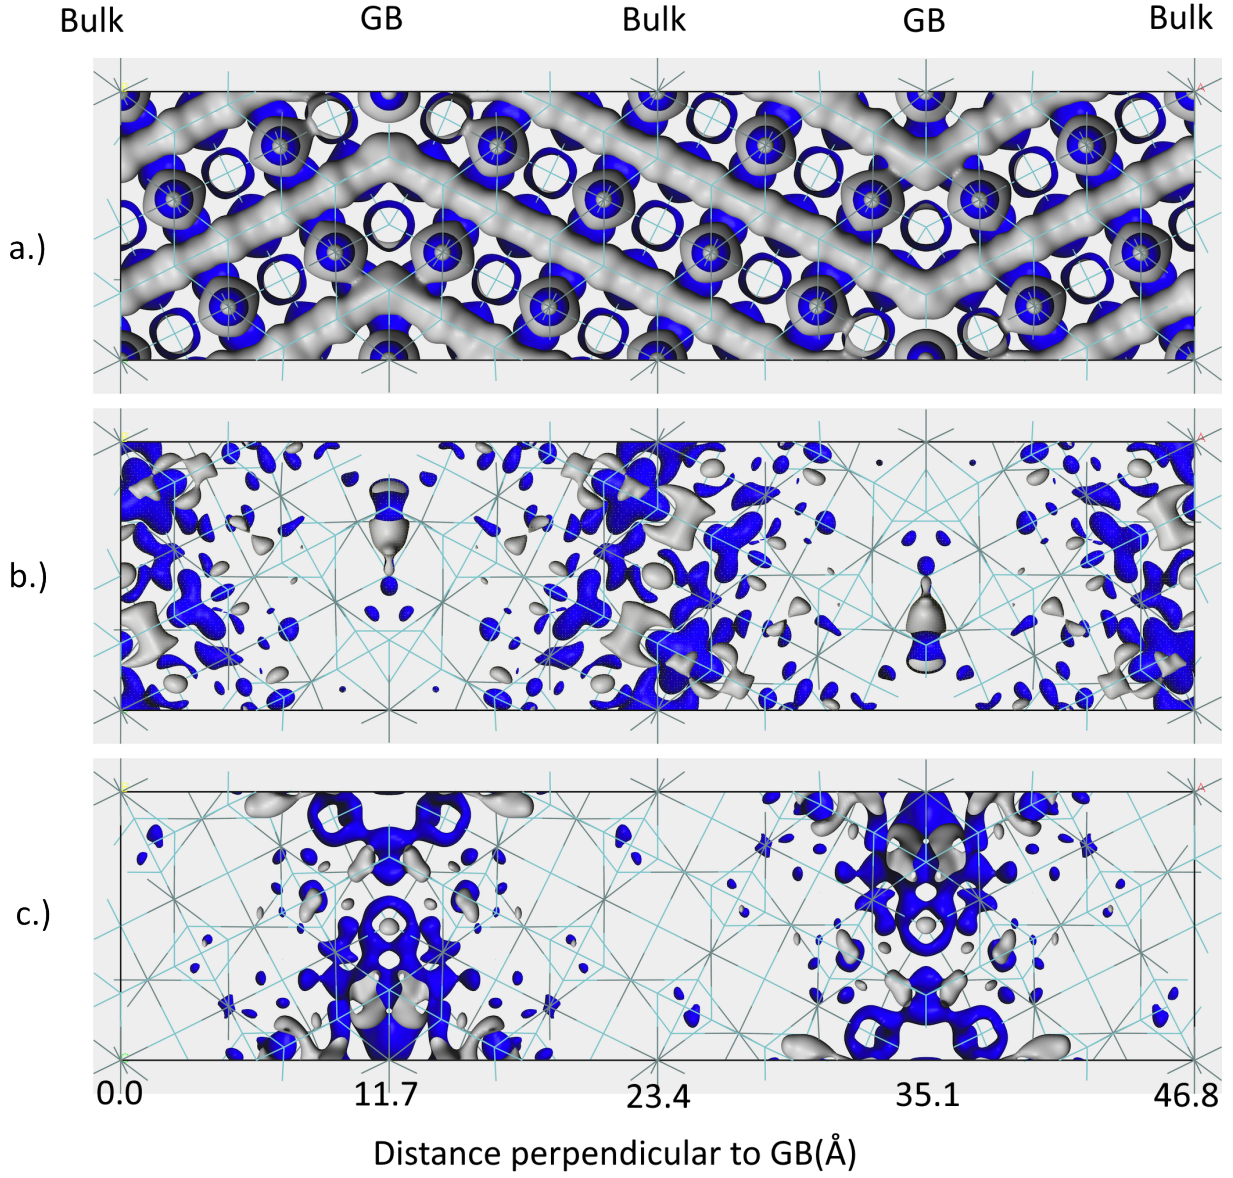 Bulk GB Bulk GB Bulk
a.)
b.)
c.)
0.0 11.7 23.4 35.1 46.8
Distance perpendicular to GB(Å)